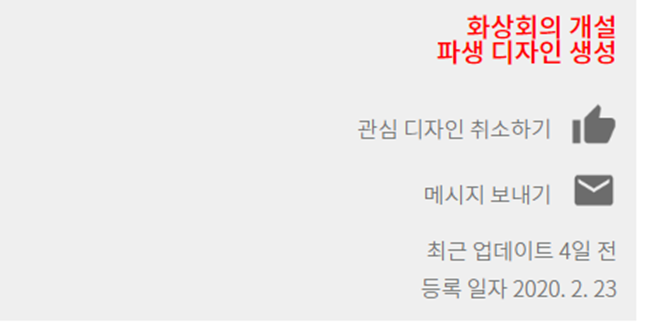 화상회의 개설
파생 디자인 생성
관심 디자인 취소하기
메시지 보내기
최근 업데이트 4일 전
등록 일자 2020. 2. 23